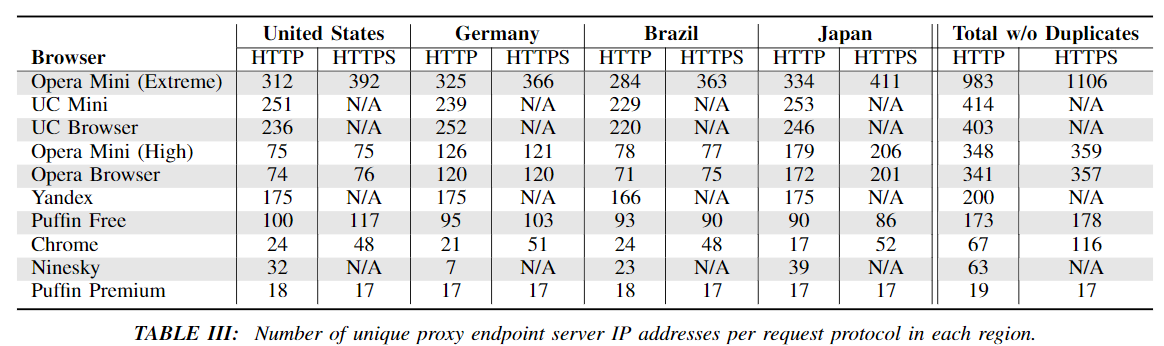 United States Germany Brazil Japan Total w/o Duplicates
Browser HTTP HTTPS HTTP HTTPS HTTP HTTPS HTTP HTTPS HTTP HTTPS
Opera Mini (Extreme) 312 392 325 366 284 363 334 411 983 1106
UC Mini 251 N/A 239 N/A 229 N/A 253 N/A 414 N/A
UC Browser 236 N/A 252 N/A 220 N/A 246 N/A 403 N/A
Opera Mini (High) 75 75 126 121 78 77 179 206 348 359
Opera Browser 74 76 120 120 71 75 172 201 341 357
Yandex 175 N/A 175 N/A 166 N/A 175 N/A 200 N/A
Puffin Free 100 117 95 103 93 90 90 86 173 178
Chrome 24 48 21 51 24 48 17 52 67 116
Ninesky 32 N/A 7 N/A 23 N/A 39 N/A 63 N/A
Puffin Premium 18 17 17 17 18 17 17 17 19 17
TABLE III: Number of unique proxy endpoint server IP addresses per request protocol in each region.